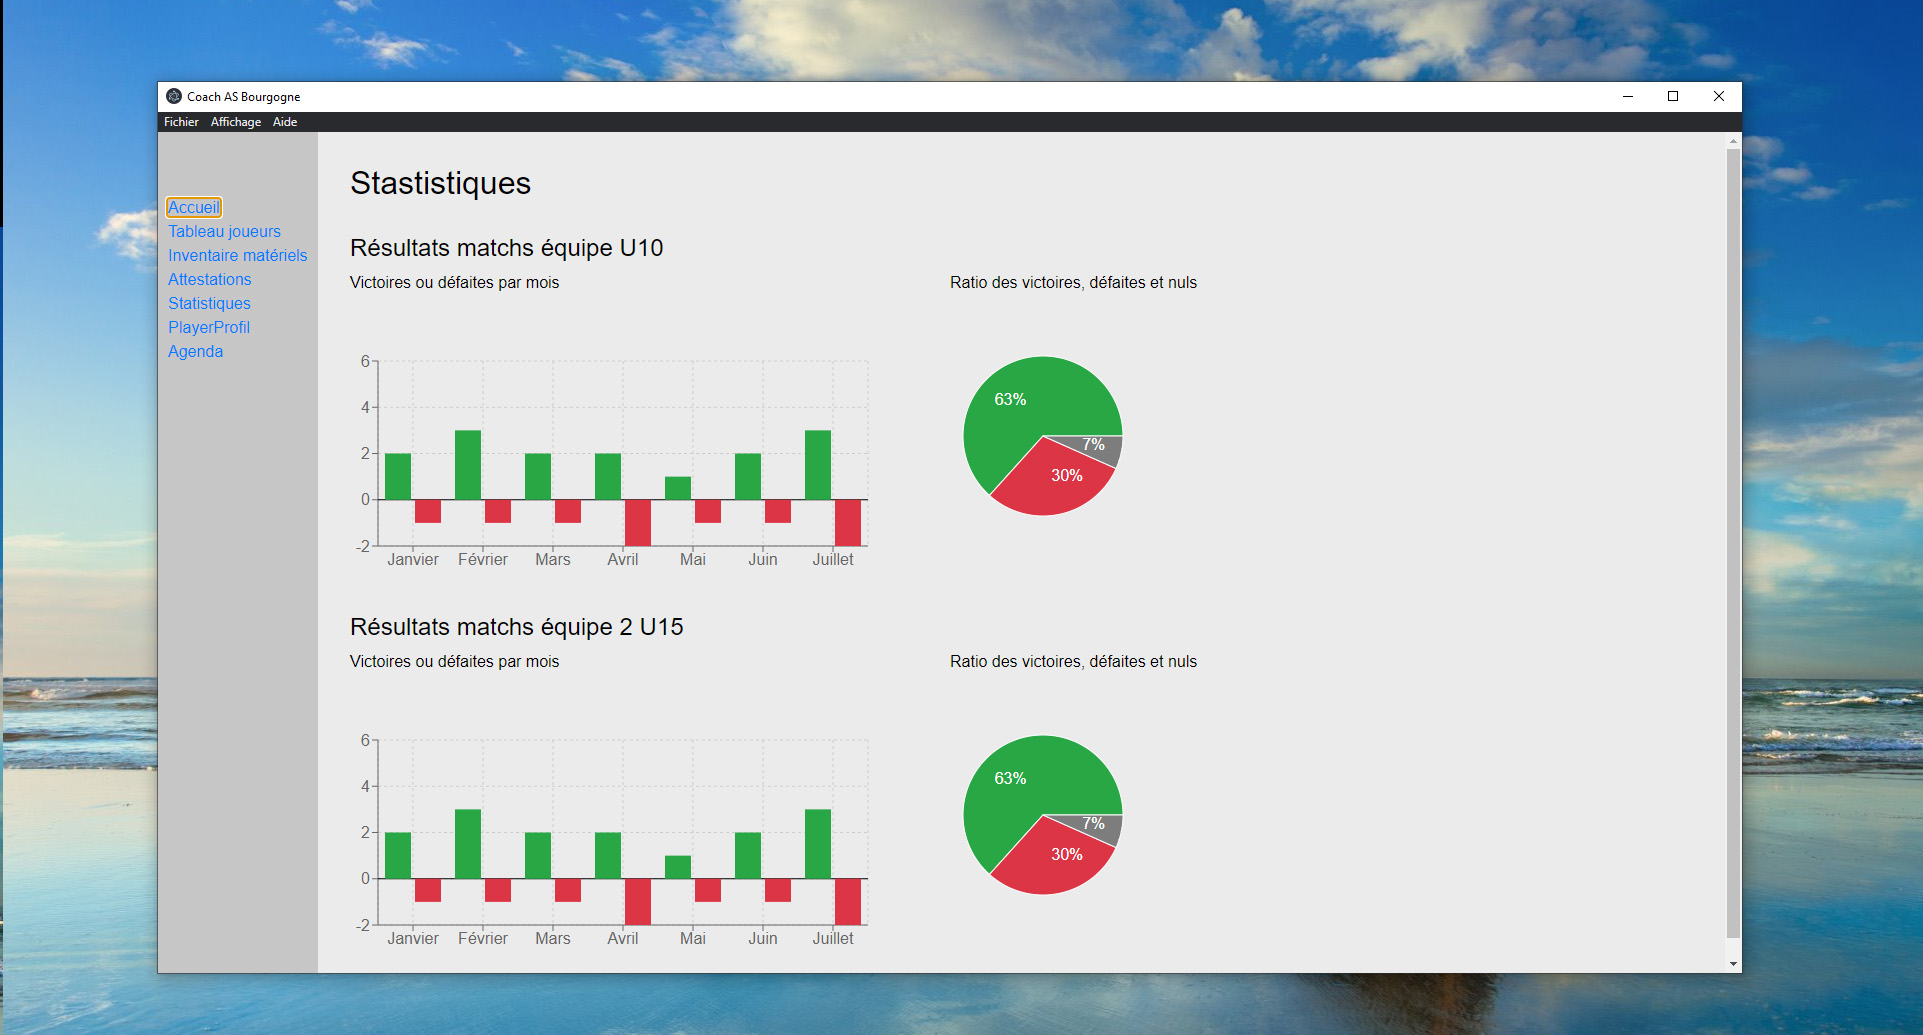 Coach AS Bourgogne
Fichier Affichage Aide
Accueil
Tableau joueurs
Inventaire matériels
Attestations
Statistiques
PlayerProfil
Agenda
Stastistiques
Résultats matchs équipe U10
Victoires ou défaites par mois
Ratio des victoires, défaites et nuls
6
4
2
0
-2
Janvier Février Mars Avril Mai Juin Juillet
63%
7%
30%
Résultats matchs équipe 2 U15
Victoires ou défaites par mois
Ratio des victoires, défaites et nuls
6
4
2
0
-2
Janvier Février Mars Avril Mai Juin Juillet
63%
7%
30%